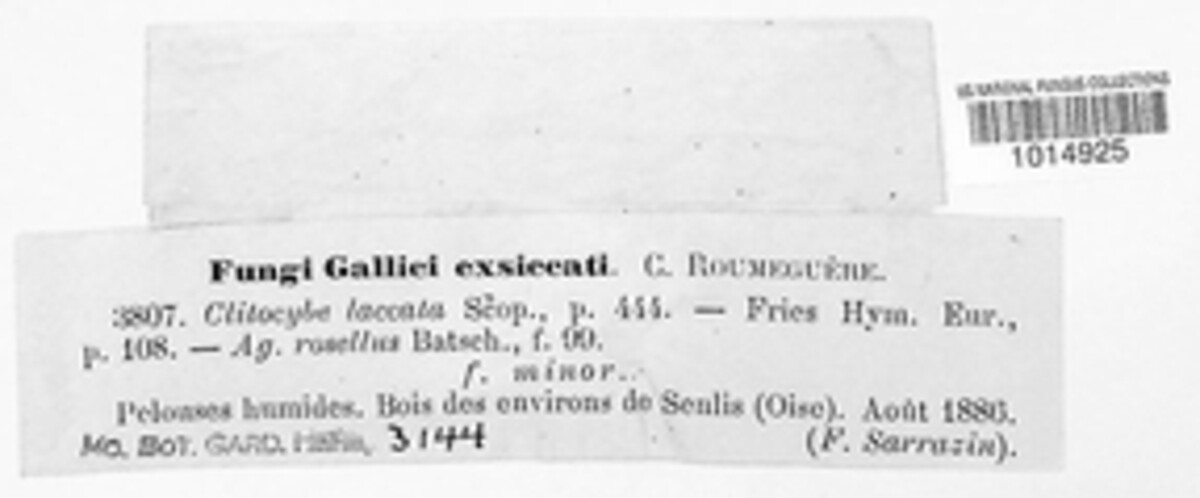 US NATIONAL FUNGUS COLLECTIONS
1014925
Fungi Gallici exsiccati. C. ROUMEGUÈRE.
3807. Clitocybe laccata Scop., p. 444. — Fries Hym. Eur.,
p. 108. — Ag. rosellus Batsch., f. 99.
f. minor..
Pelouses humides. Bois des environs de Senlis (Oise). Août 1886.
(F. Sarrazin).
MO. BOT. GARD. 3144